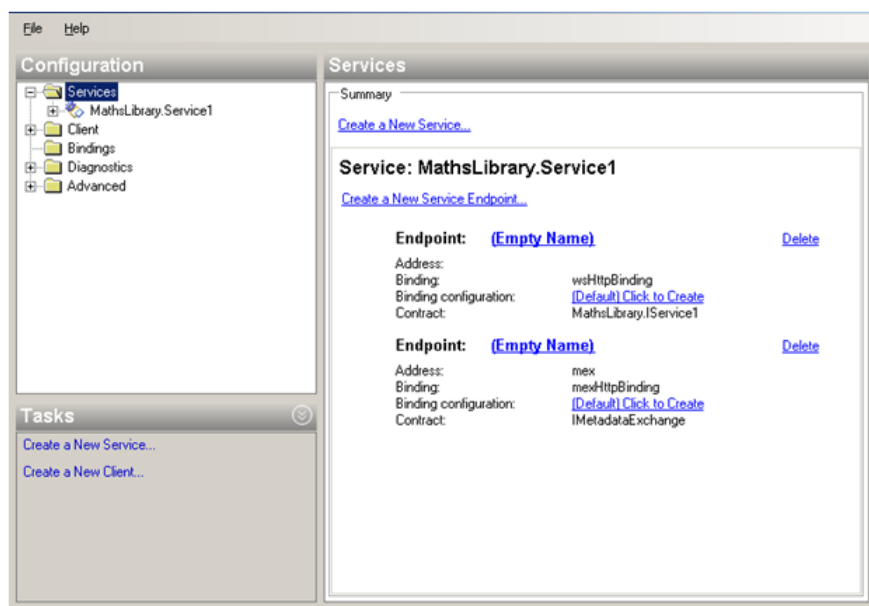 File Help
Configuration
Services
MathsLibrary.Service1
Client
Bindings
Diagnostics
Advanced
Tasks
Create a New Service...
Create a New Client...
Services
Summary
Create a New Service...
Service: MathsLibrary.Service1
Create a New Service Endpoint...
Endpoint: (Empty Name) Delete
Address:
Binding: wsHttpBinding
Binding configuration: (Default) Click to Create
Contract: MathsLibrary.IService1
Endpoint: (Empty Name) Delete
Address: mex
Binding: mexHttpBinding
Binding configuration: (Default) Click to Create
Contract: IMetadataExchange